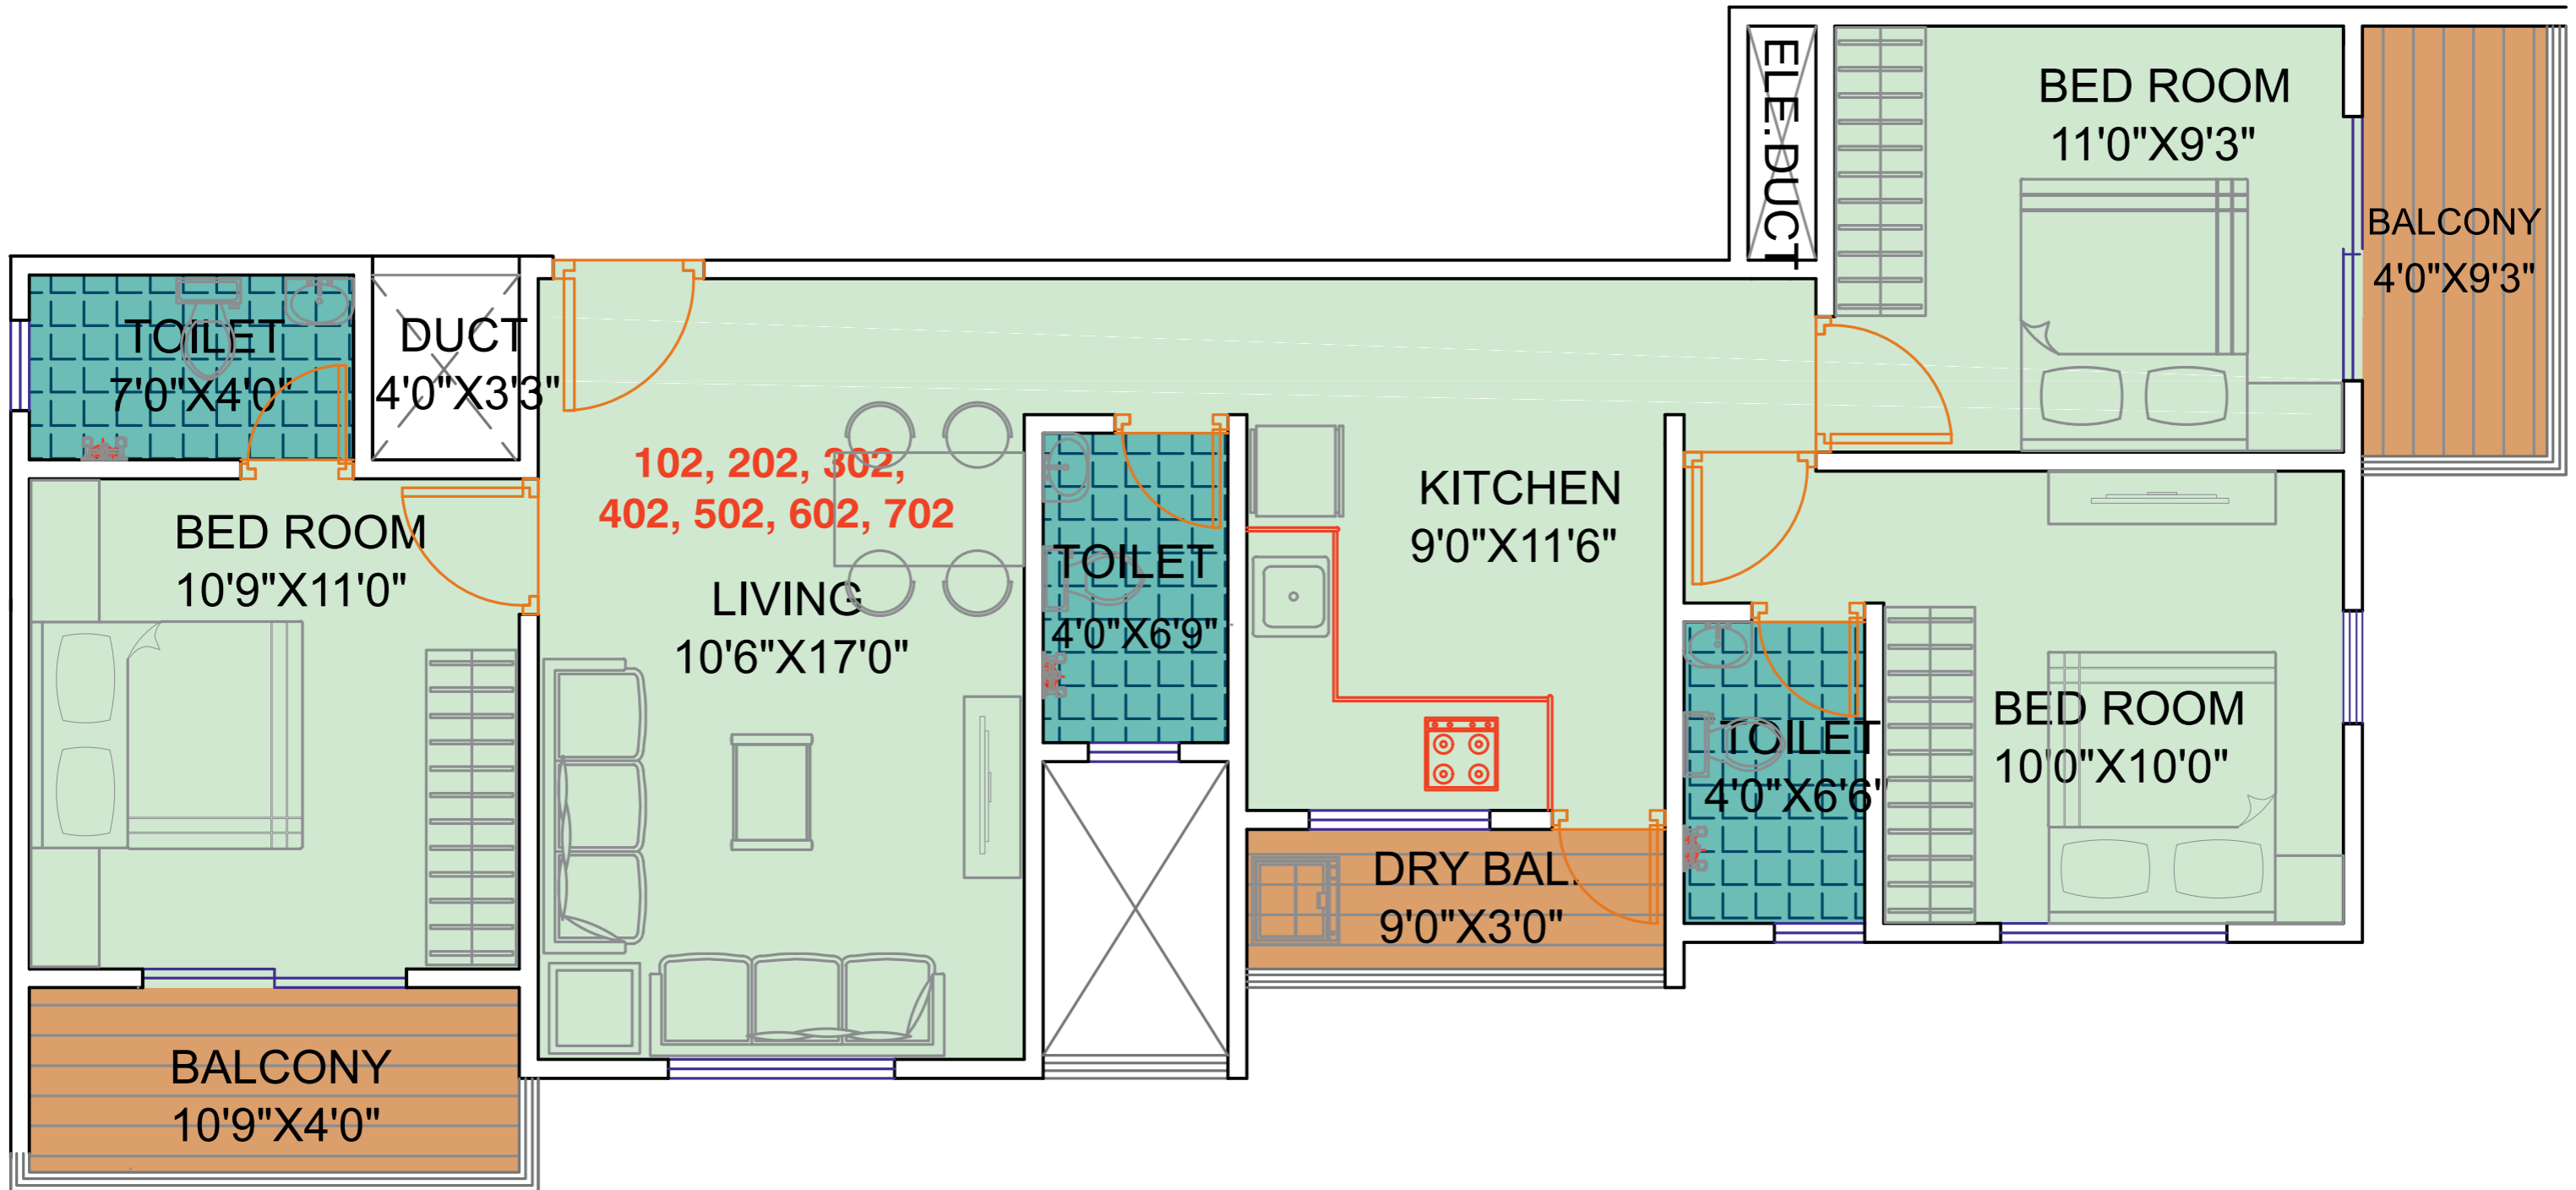 ELE.DUCT
BED ROOM
11'0"X9'3"
BALCONY
4'0"X9'3"
TOILET
7'0"X4'0"
DUCT
4'0"X3'3"
102, 202, 302,
402, 502, 602, 702
BED ROOM
10'9"X11'0"
LIVING
10'6"X17'0"
TOILET
4'0"X6'9"
KITCHEN
9'0"X11'6"
TOILET
4'0"X6'6"
BED ROOM
10'0"X10'0"
DRY BAL.
9'0"X3'0"
BALCONY
10'9"X4'0"